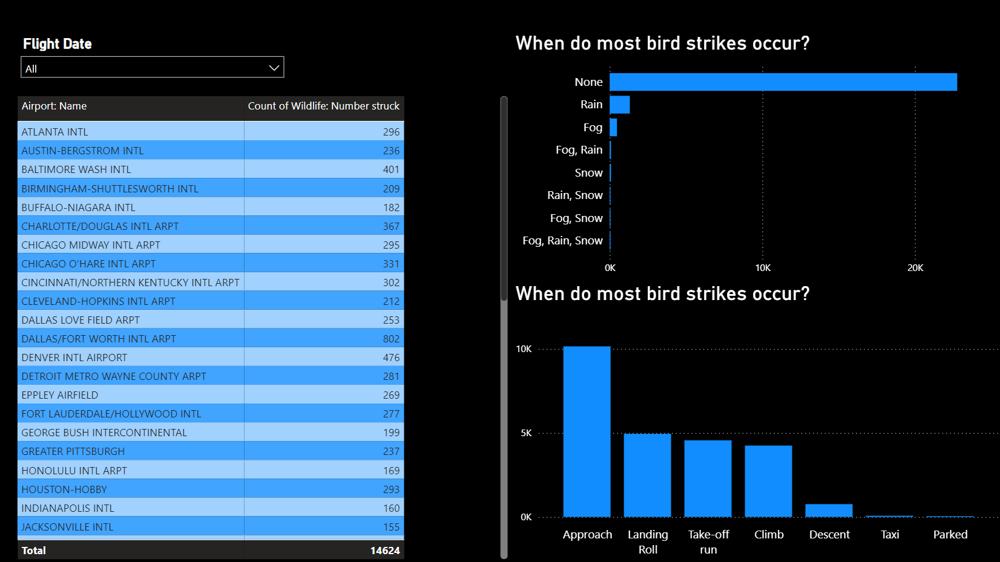 Flight Date
All
Airport: Name Count of Wildlife: Number struck
ATLANTA INTL 296
AUSTIN-BERGSTROM INTL 236
BALTIMORE WASH INTL 401
BIRMINGHAM-SHUTTLESWORTH INTL 209
BUFFALO-NIAGARA INTL 182
CHARLOTTE/DOUGLAS INTL ARPT 367
CHICAGO MIDWAY INTL ARPT 295
CHICAGO O'HARE INTL ARPT 331
CINCINNATI/NORTHERN KENTUCKY INTL ARPT 302
CLEVELAND-HOPKINS INTL ARPT 212
DALLAS LOVE FIELD ARPT 253
DALLAS/FORT WORTH INTL ARPT 802
DENVER INTL AIRPORT 476
DETROIT METRO WAYNE COUNTY ARPT 281
EPPLEY AIRFIELD 269
FORT LAUDERDALE/HOLLYWOOD INTL 277
GEORGE BUSH INTERCONTINENTAL 199
GREATER PITTSBURGH 237
HONOLULU INTL ARPT 169
HOUSTON-HOBBY 293
INDIANAPOLIS INTL 160
JACKSONVILLE INTL 155
Total 14624
When do most bird strikes occur?
None
Rain
Fog
Fog, Rain
Snow
Rain, Snow
Fog, Snow
Fog, Rain, Snow
0K 10K 20K
When do most bird strikes occur?
10K
5K
0K
Approach Landing Take-off Climb Descent Taxi Parked
Roll run